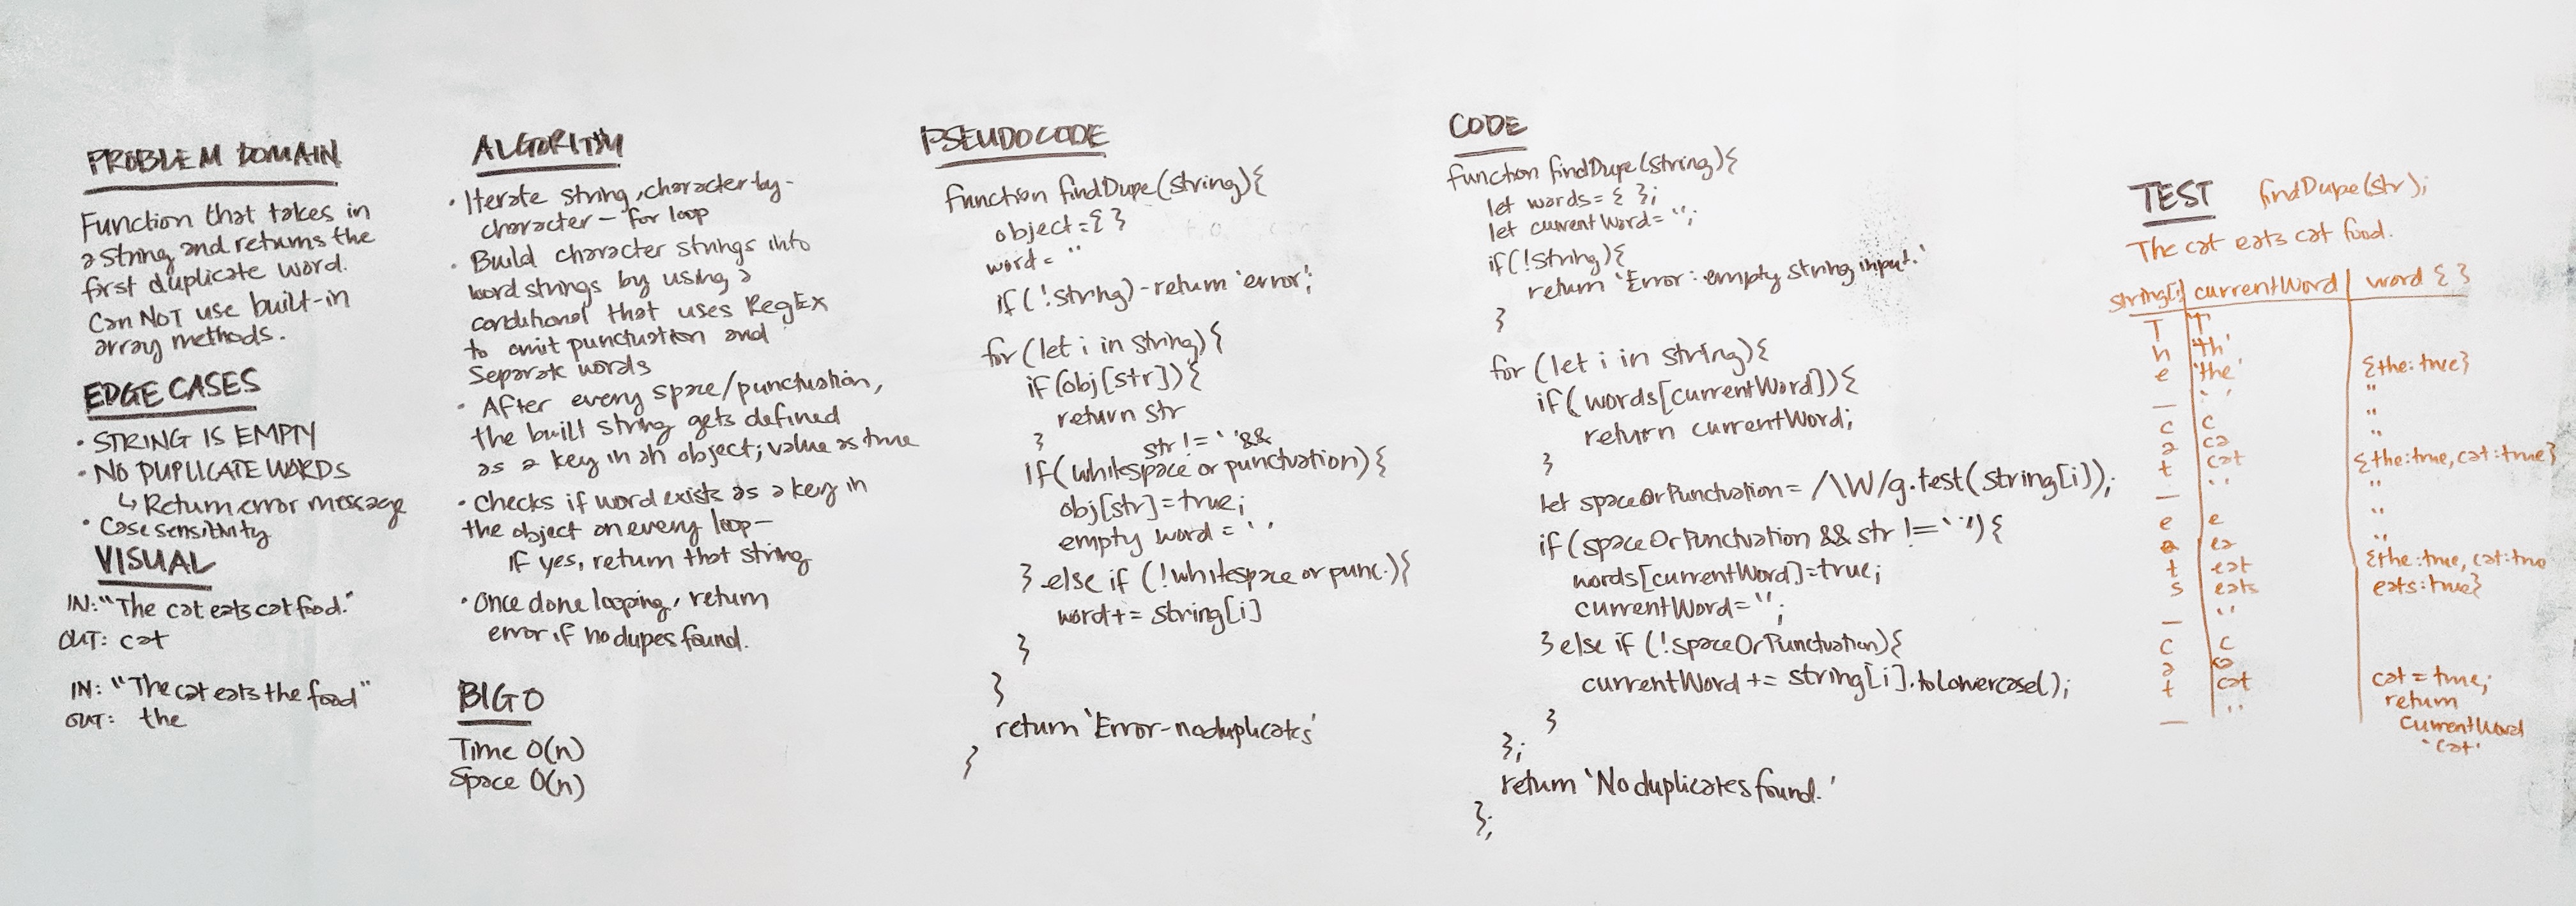 PROBLEM DOMAIN
Function that takes in
a string and returns the
first duplicate word.
Can NOT use built-in
array methods.
EDGE CASES
• STRING IS EMPTY
• NO DUPLICATE WORDS
↳ Return error message
• Case sensitivity
VISUAL
IN: "The cat eats cat food."
OUT: cat
IN: "The cat eats the food"
OUT: the
ALGORITHM
• Iterate string, character-by-
character – for loop
• Build character strings into
word strings by using a
conditional that uses RegEx
to omit punctuation and
separate words
• After every space/punctuation,
the built string gets defined
as a key in an object; value as true
• Checks if word exists as a key in
the object on every loop –
if yes, return that string
• Once done looping, return
error if no dupes found.
BIG O
Time O(n)
Space O(n)
PSEUDOCODE
function findDupe(string){
object={ }
word = ''
if(!string)-return 'error';
for (let i in string){
if(obj[str]){
return str
}
str != ' ' &&
if(whitespace or punctuation){
obj[str]=true;
empty word = ' '
} else if (!whitespace or punc.){
word += string[i]
}
}
return 'Error-no duplicates'
}
CODE
function findDupe(string){
let words = { };
let currentWord='';
if(!string){
return 'Error: empty string input.'
}
for (let i in string){
if(words[currentWord]){
return currentWord;
}
let spaceOrPunctuation= /\W/g.test(string[i]);
if(spaceOrPunctuation && str != ' '){
words[currentWord]=true;
currentWord='';
} else if (!spaceOrPunctuation){
currentWord += string[i].toLowercase();
}
};
return 'No duplicates found.'
};
TEST findDupe(str);
The cat eats cat food.
string[i] | currentWord | word { }
T 'T'
h 'th'
e 'the' {the:true}
_ ' ' "
c c "
a ca "
t cat {the:true, cat:true}
_ ' ' "
e e "
a ea "
t eat {the:true, cat:true
s eats eats:true}
_ ' '
c c
a ca
t cat cat = true;
_ ' ' return
currentWord
'cat'